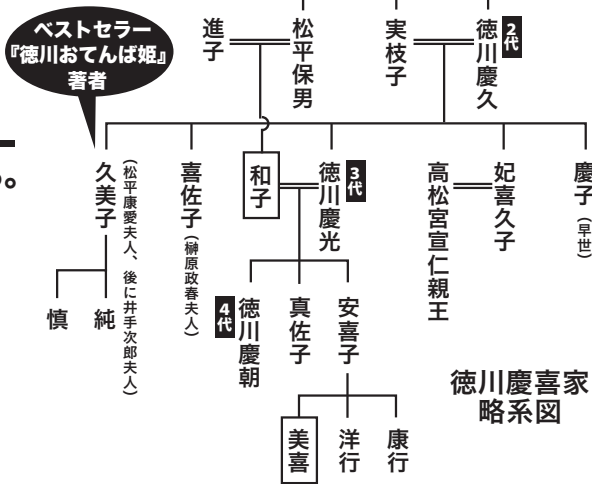 ベストセラー
『徳川おてんば姫』
著者
進子
松平保男
実枝子
徳川慶久
2代
。
久美子
(松平康愛夫人、後に井手次郎夫人)
喜佐子(榊原政春夫人)
和子
徳川慶光
3代
高松宮宣仁親王
妃喜久子
慶子(早世)
慎
純
4代
徳川慶朝
真佐子
安喜子
徳川慶喜家
略系図
美喜
洋行
康行